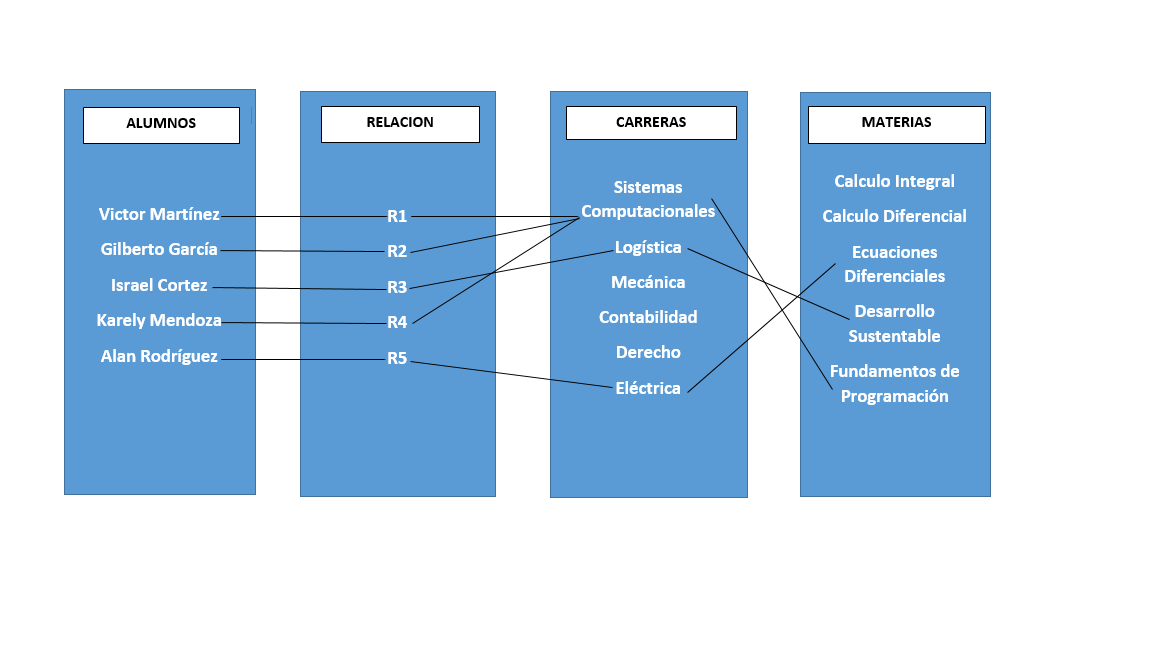 ALUMNOS
Victor Martínez
Gilberto García
Israel Cortez
Karely Mendoza
Alan Rodríguez
RELACION
R1
R2
R3
R4
R5
CARRERAS
Sistemas
Computacionales
Logística
Mecánica
Contabilidad
Derecho
Eléctrica
MATERIAS
Calculo Integral
Calculo Diferencial
Ecuaciones
Diferenciales
Desarrollo
Sustentable
Fundamentos de
Programación